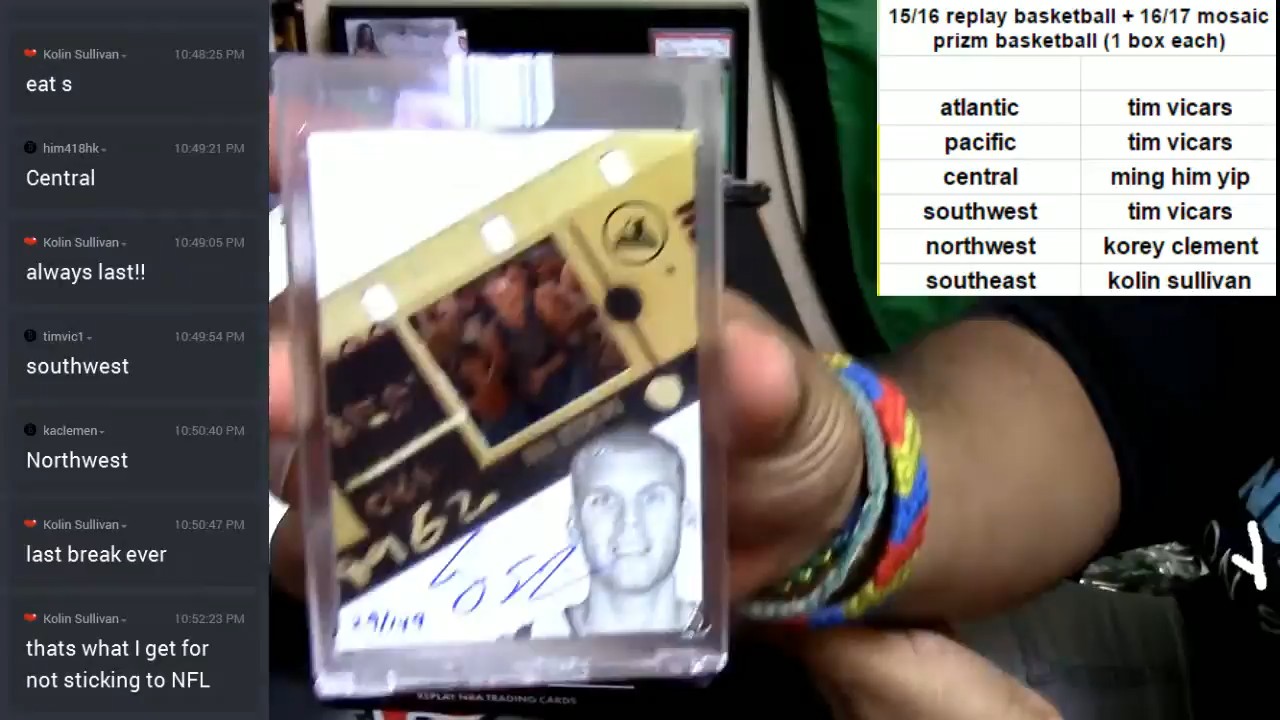 Kolin Sullivan 10:48:25 PM
eat s
him418hk 10:49:21 PM
Central
Kolin Sullivan 10:49:05 PM
always last!!
timvic1 10:49:54 PM
southwest
kaclemen 10:50:40 PM
Northwest
Kolin Sullivan 10:50:47 PM
last break ever
Kolin Sullivan 10:52:23 PM
thats what I get for
not sticking to NFL
15/16 replay basketball + 16/17 mosaic
prizm basketball (1 box each)
atlantic tim vicars
pacific tim vicars
central ming him yip
southwest tim vicars
northwest korey clement
southeast kolin sullivan
REPLAY NBA TRADING CARDS